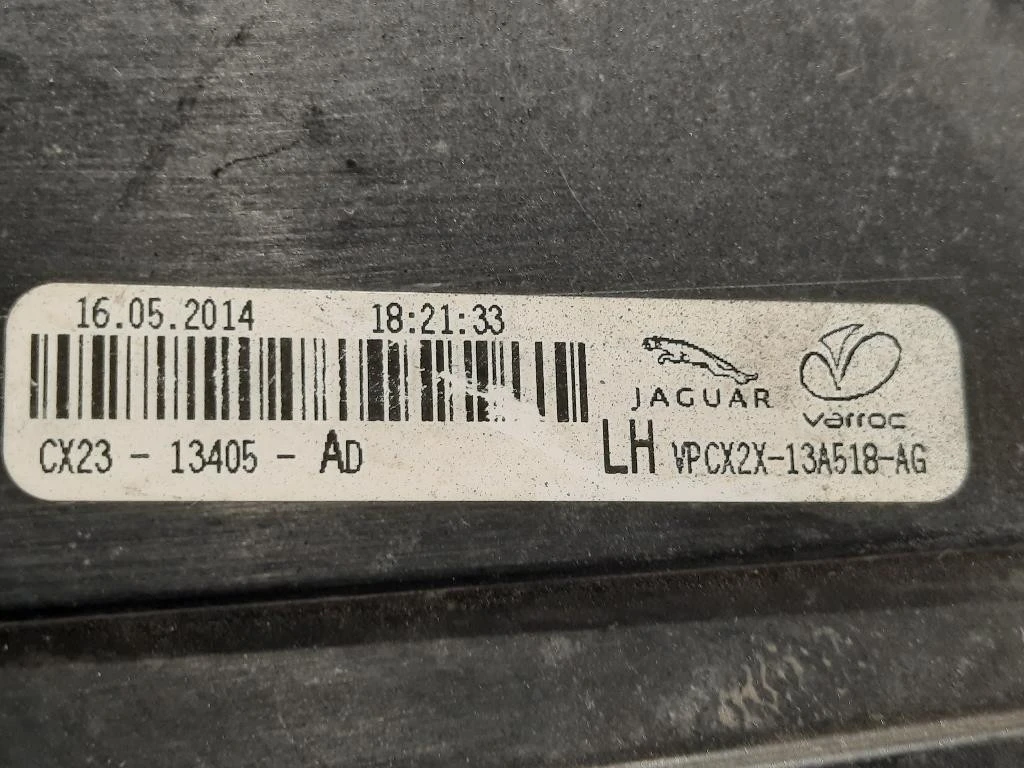 16.05.2014 18:21:33
JAGUAR varroc
CX23 - 13405 - AD LH VPCX2X-13A518-AG